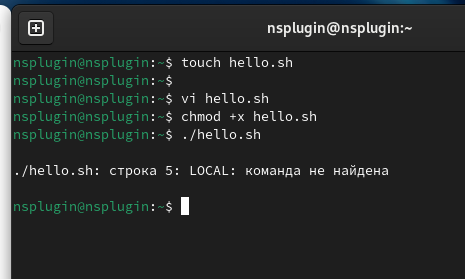 nsplugin@nsplugin:~
nsplugin@nsplugin:~$ touch hello.sh
nsplugin@nsplugin:~$
nsplugin@nsplugin:~$ vi hello.sh
nsplugin@nsplugin:~$ chmod +x hello.sh
nsplugin@nsplugin:~$ ./hello.sh
./hello.sh: строка 5: LOCAL: команда не найдена
nsplugin@nsplugin:~$